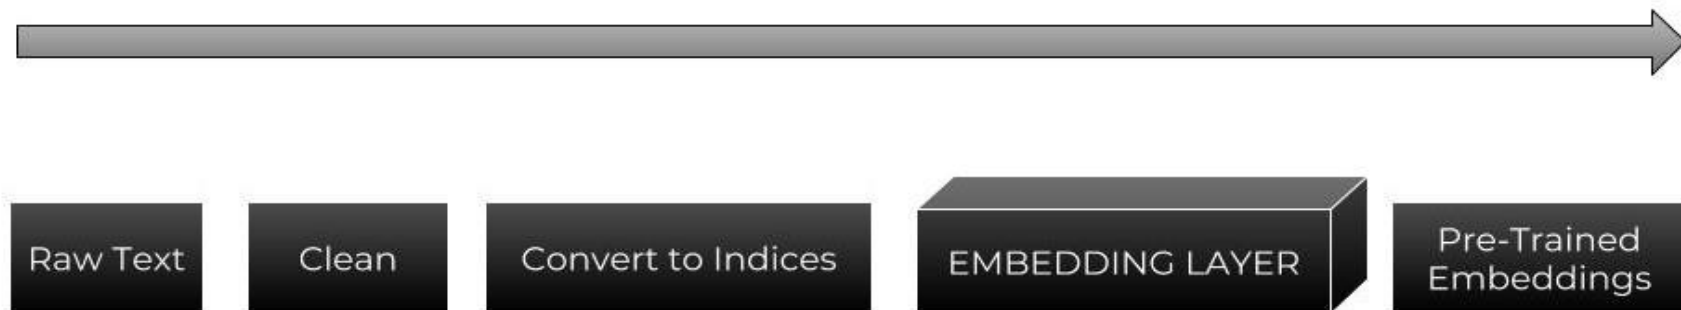 Raw Text
Clean
Convert to Indices
EMBEDDING LAYER
Pre-Trained
Embeddings